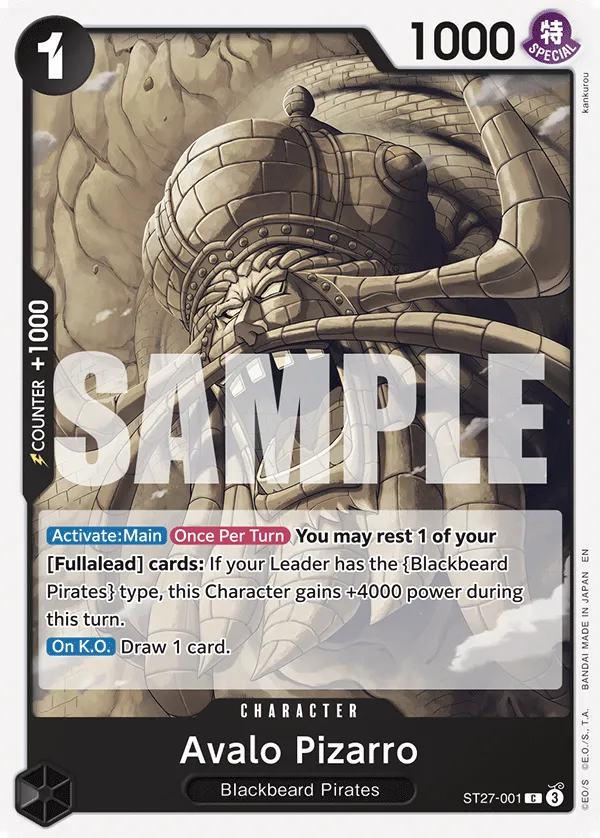 1
1000
特
SPECIAL
kankurou
COUNTER +1000
SAMPLE
Activate:Main Once Per Turn You may rest 1 of your
[Fullalead] cards: If your Leader has the {Blackbeard
Pirates} type, this Character gains +4000 power during
this turn.
On K.O. Draw 1 card.
CHARACTER
Avalo Pizarro
Blackbeard Pirates
ST27-001 C 3
©EO/S ©E.O./S., T.A. BANDAI MADE IN JAPAN EN